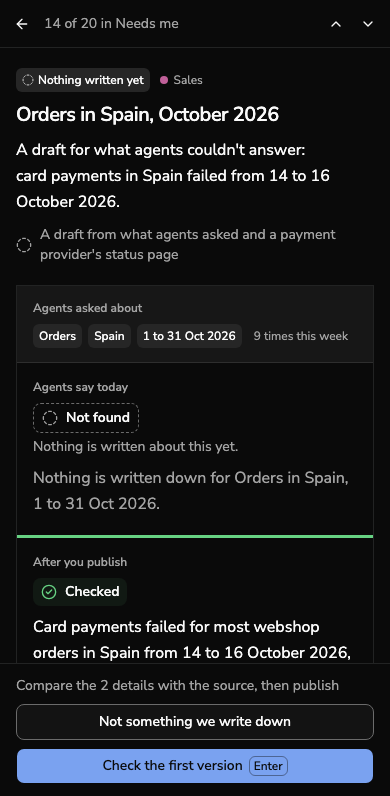 14 of 20 in Needs me
Nothing written yet
Sales
Orders in Spain, October 2026
A draft for what agents couldn't answer:
card payments in Spain failed from 14 to 16
October 2026.
A draft from what agents asked and a payment
provider's status page
Agents asked about
Orders
Spain
1 to 31 Oct 2026
9 times this week
Agents say today
Not found
Nothing is written about this yet.
Nothing is written down for Orders in Spain,
1 to 31 Oct 2026.
After you publish
Checked
Card payments failed for most webshop
orders in Spain from 14 to 16 October 2026,
Compare the 2 details with the source, then publish
Not something we write down
Check the first version Enter